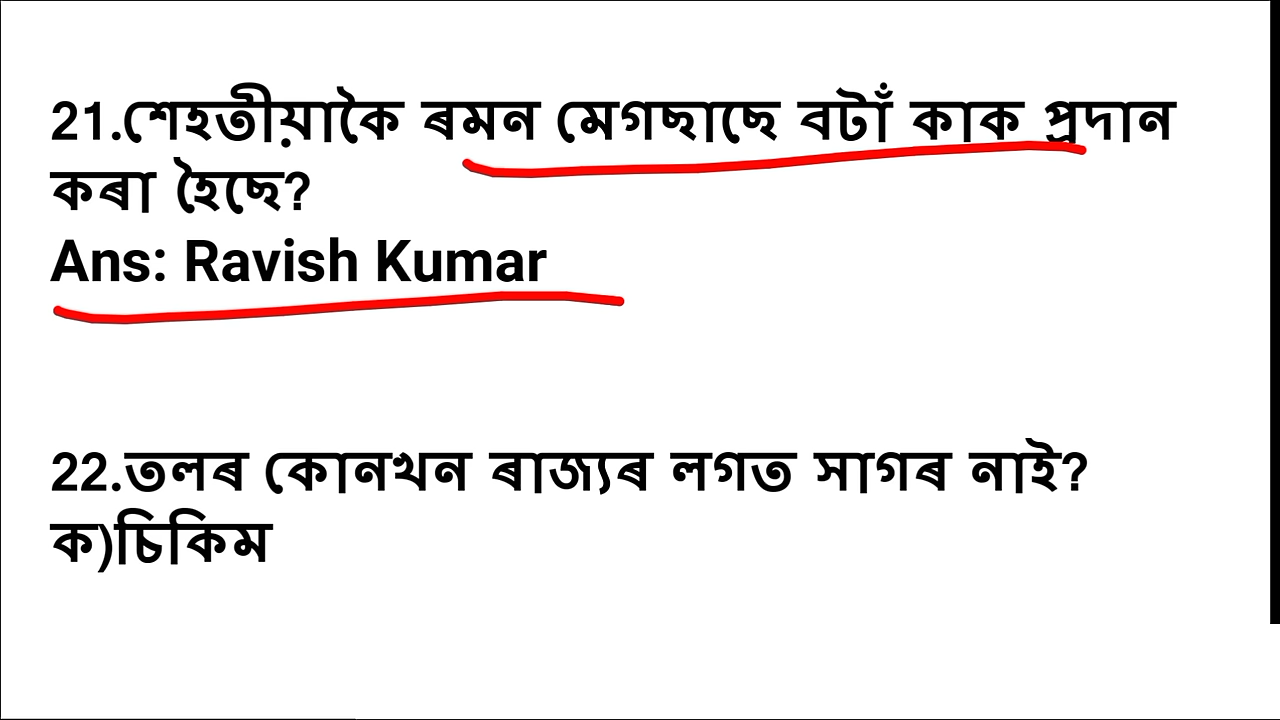 21.শেহতীয়াকৈ ৰমন মেগছাছে বটাঁ কাক প্ৰদান
কৰা হৈছে?
Ans: Ravish Kumar
22.তলৰ কোনখন ৰাজ্যৰ লগত সাগৰ নাই?
ক)চিকিম